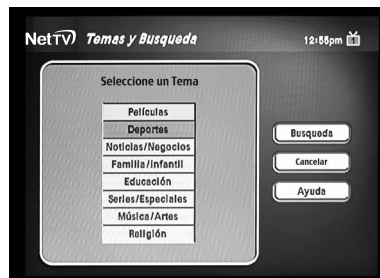 NetTV Temas y Busqueda 12:55pm
Seleccione un Tema
Películas
Deportes
Noticias/Negocios
Familia/Infantil
Educación
Series/Especiales
Música/Artes
Religión
Busqueda
Cancelar
Ayuda